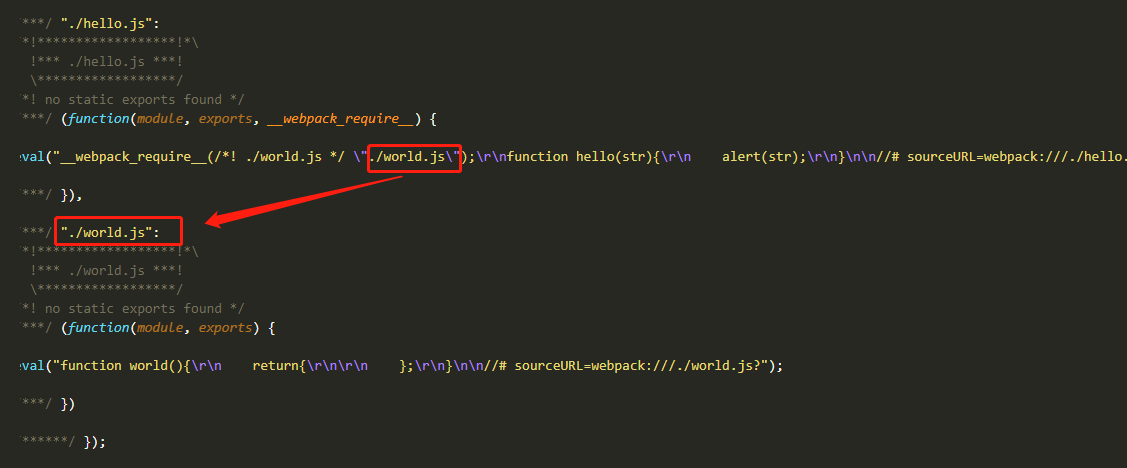 ***/ "./hello.js":
*!******************!*\
!*** ./hello.js ***!
\******************/
*! no static exports found */
***/ (function(module, exports, __webpack_require__) {
val("__webpack_require__(/*! ./world.js */ \"./world.js\");\r\nfunction hello(str){\r\n    alert(str);\r\n}\n\n//# sourceURL=webpack:///./hello.
***/ }),
***/ "./world.js":
*!******************!*\
!*** ./world.js ***!
\******************/
*! no static exports found */
***/ (function(module, exports) {
val("function world(){\r\n    return{\r\n\r\n    };\r\n}\n\n//# sourceURL=webpack:///./world.js?");
***/ })
******/ });